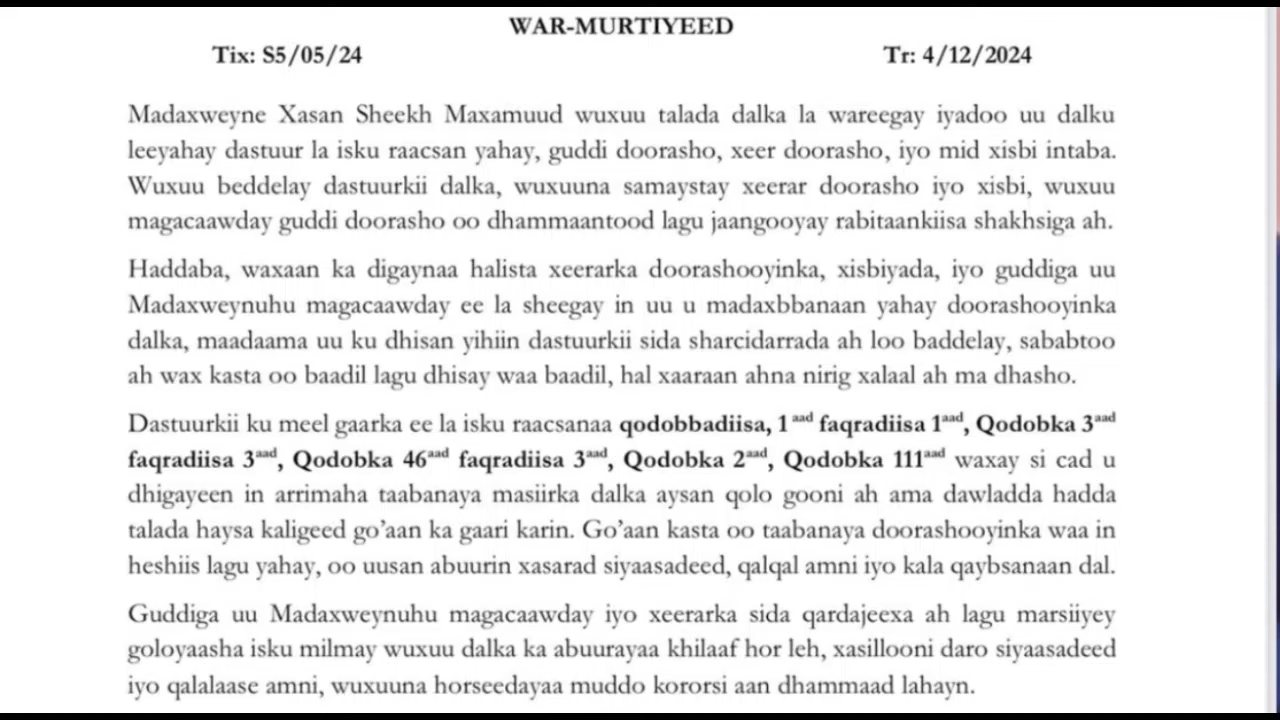 WAR-MURTIYEED
Tix: S5/05/24 Tr: 4/12/2024
Madaxweyne Xasan Sheekh Maxamuud wuxuu talada dalka la wareegay iyadoo uu dalku
leeyahay dastuur la isku raacsan yahay, guddi doorasho, xeer doorasho, iyo mid xisbi intaba.
Wuxuu beddelay dastuurkii dalka, wuxuuna samaystay xeerar doorasho iyo xisbi, wuxuu
magacaawday guddi doorasho oo dhammaantood lagu jaangooyay rabitaankiisa shakhsiga ah.
Haddaba, waxaan ka digaynaa halista xeerarka doorashooyinka, xisbiyada, iyo guddiga uu
Madaxweynuhu magacaawday ee la sheegay in uu u madaxbbanaan yahay doorashooyinka
dalka, maadaama uu ku dhisan yihiin dastuurkii sida sharcidarrada ah loo baddelay, sababtoo
ah wax kasta oo baadil lagu dhisay waa baadil, hal xaaraan ahna nirig xalaal ah ma dhasho.
Dastuurkii ku meel gaarka ee la isku raacsanaa qodobbadiisa, 1aad faqradiisa 1aad, Qodobka 3aad
faqradiisa 3aad, Qodobka 46aad faqradiisa 3aad, Qodobka 2aad, Qodobka 111aad waxay si cad u
dhigayeen in arrimaha taabanaya masiirka dalka aysan qolo gooni ah ama dawladda hadda
talada haysa kaligeed go'aan ka gaari karin. Go'aan kasta oo taabanaya doorashooyinka waa in
heshiis lagu yahay, oo uusan abuurin xasarad siyaasadeed, qalqal amni iyo kala qaybsanaan dal.
Guddiga uu Madaxweynuhu magacaawday iyo xeerarka sida qardajeexa ah lagu marsiiyey
goloyaasha isku milmay wuxuu dalka ka abuurayaa khilaaf hor leh, xasillooni daro siyaasadeed
iyo qalalaase amni, wuxuuna horseedayaa muddo kororsi aan dhammaad lahayn.